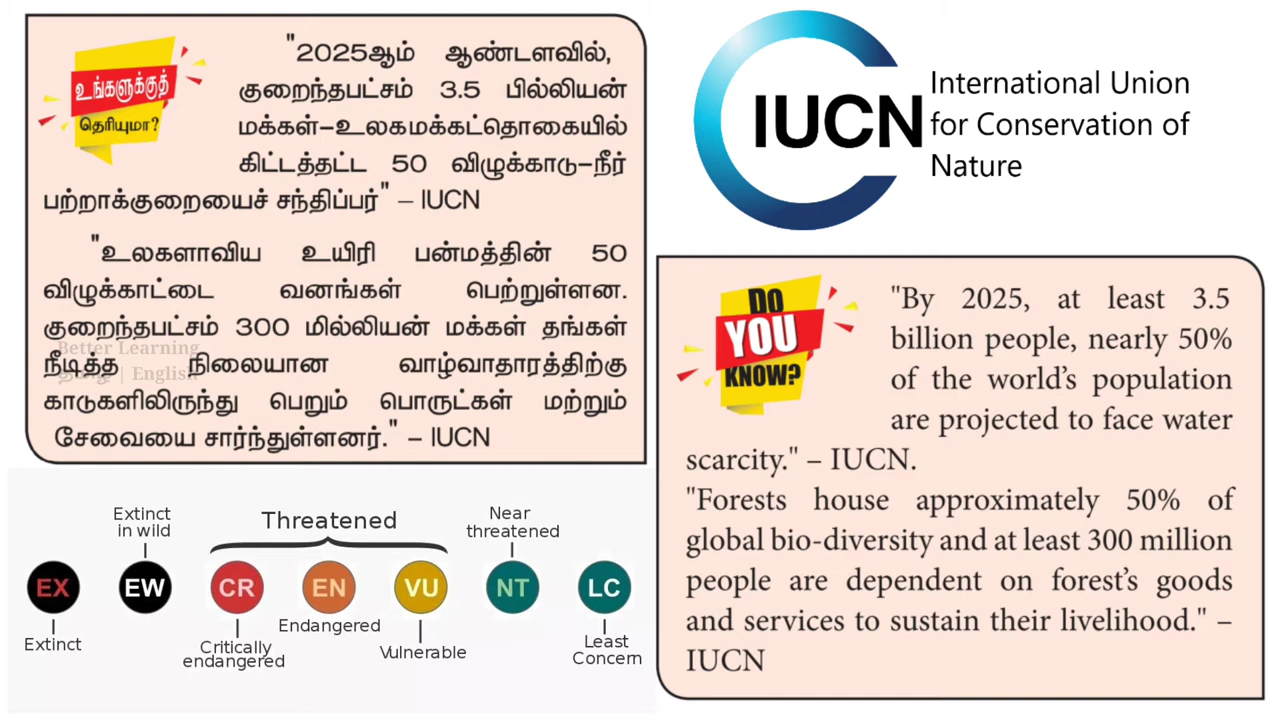 உங்களுக்குத்
தெரியுமா?
"2025ஆம் ஆண்டளவில்,
குறைந்தபட்சம் 3.5 பில்லியன்
மக்கள்–உலகமக்கட்தொகையில்
கிட்டத்தட்ட 50 விழுக்காடு–நீர்
பற்றாக்குறையைச் சந்திப்பர்" – IUCN
"உலகளாவிய உயிரி பன்மத்தின் 50
விழுக்காட்டை வனங்கள் பெற்றுள்ளன.
குறைந்தபட்சம் 300 மில்லியன் மக்கள் தங்கள்
நீடித்த நிலையான வாழ்வாதாரத்திற்கு
காடுகளிலிருந்து பெறும் பொருட்கள் மற்றும்
சேவையை சார்ந்துள்ளனர்." – IUCN
Better Learning
தமிழ் | English
IUCN
International Union
for Conservation of
Nature
DO
YOU
KNOW?
"By 2025, at least 3.5
billion people, nearly 50%
of the world's population
are projected to face water
scarcity." – IUCN.
"Forests house approximately 50% of
global bio-diversity and at least 300 million
people are dependent on forest's goods
and services to sustain their livelihood." –
IUCN
Extinct
in wild
Threatened
Near
threatened
EX EW CR EN VU NT LC
Extinct
Critically
endangered
Endangered
Vulnerable
Least
Concern